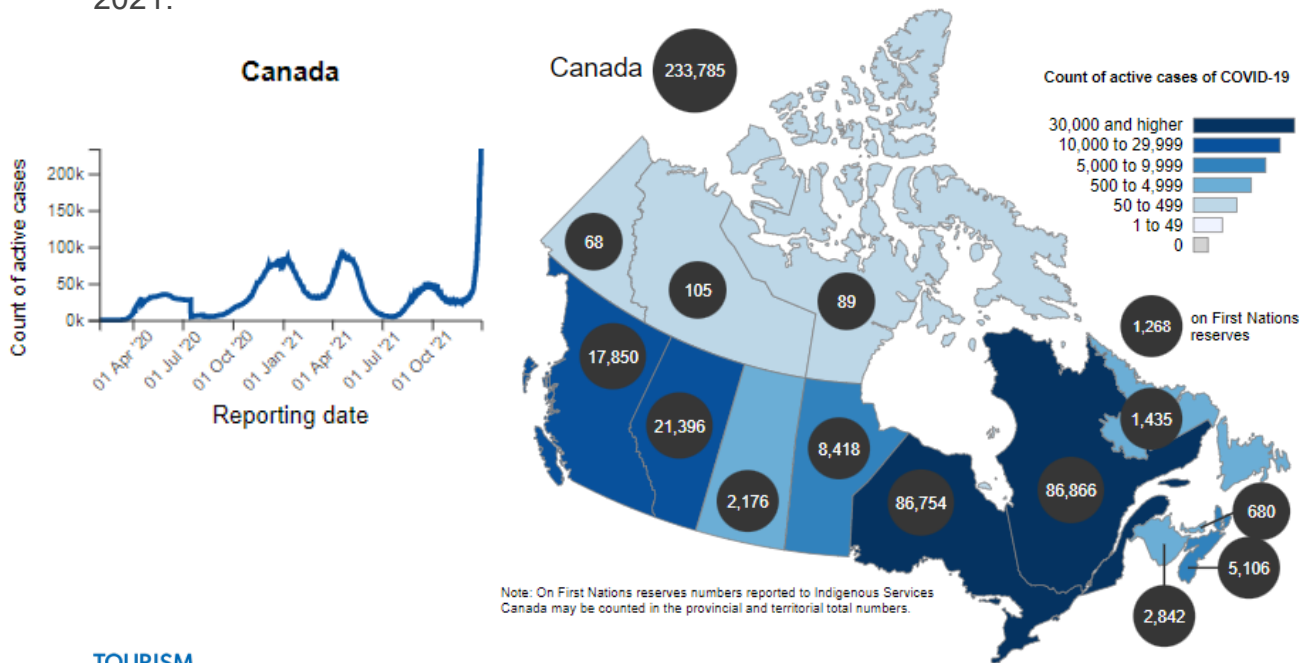 2021.
Canada
Count of active cases
200k
150k
100k
50k
0k
01 Apr '20
01 Jul '20
01 Oct '20
01 Jan '21
01 Apr '21
01 Jul '21
01 Oct '21
Reporting date
Canada
233,785
Count of active cases of COVID-19
30,000 and higher
10,000 to 29,999
5,000 to 9,999
500 to 4,999
50 to 499
1 to 49
0
68
105
89
1,268
on First Nations
reserves
17,850
21,396
2,176
8,418
86,754
86,866
1,435
680
5,106
2,842
Note: On First Nations reserves numbers reported to Indigenous Services
Canada may be counted in the provincial and territorial total numbers.
TOURISM